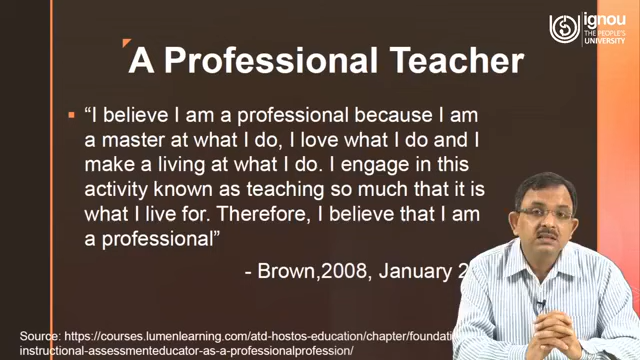 ignou
THE PEOPLE'S
UNIVERSITY
A Professional Teacher
“I believe I am a professional because I am
a master at what I do, I love what I do and I
make a living at what I do. I engage in this
activity known as teaching so much that it is
what I live for. Therefore, I believe that I am
a professional”
- Brown,2008, January 2
Source: https://courses.lumenlearning.com/atd-hostos-education/chapter/foundati
instructional-assessmenteducator-as-a-professionalprofession/